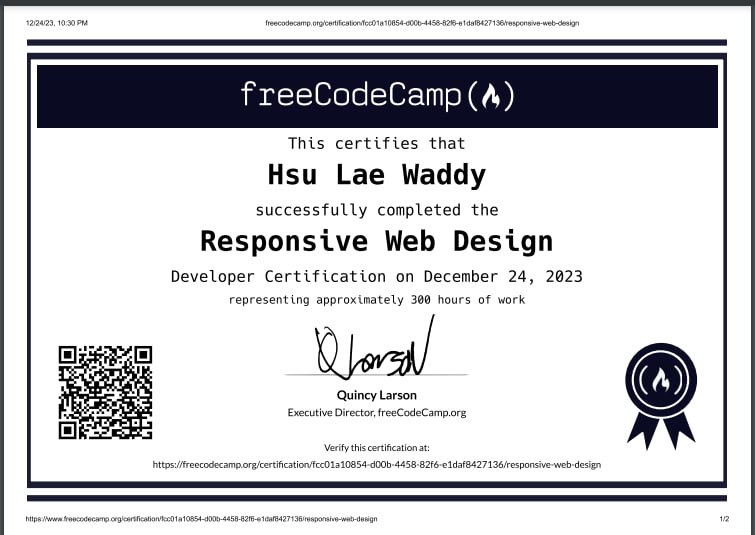 12/24/23, 10:30 PM
freecodecamp.org/certification/fcc01a10854-d00b-4458-82f6-e1daf8427136/responsive-web-design
freeCodeCamp
This certifies that
Hsu Lae Waddy
successfully completed the
Responsive Web Design
Developer Certification on December 24, 2023
representing approximately 300 hours of work
Q Larson
Quincy Larson
Executive Director, freeCodeCamp.org
Verify this certification at:
https://freecodecamp.org/certification/fcc01a10854-d00b-4458-82f6-e1daf8427136/responsive-web-design
https://www.freecodecamp.org/certification/fcc01a10854-d00b-4458-82f6-e1daf8427136/responsive-web-design
1/2